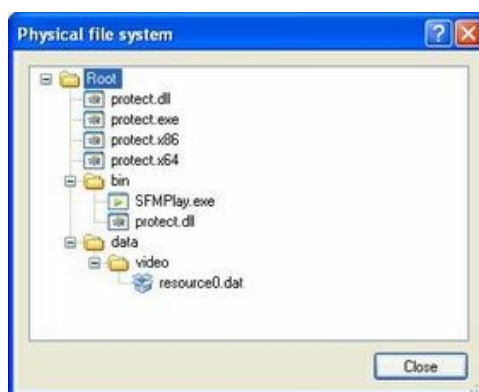 Physical file system
Root
protect.dll
protect.exe
protect.x86
protect.x64
bin
SFMPlay.exe
protect.dll
data
video
resource0.dat
Close